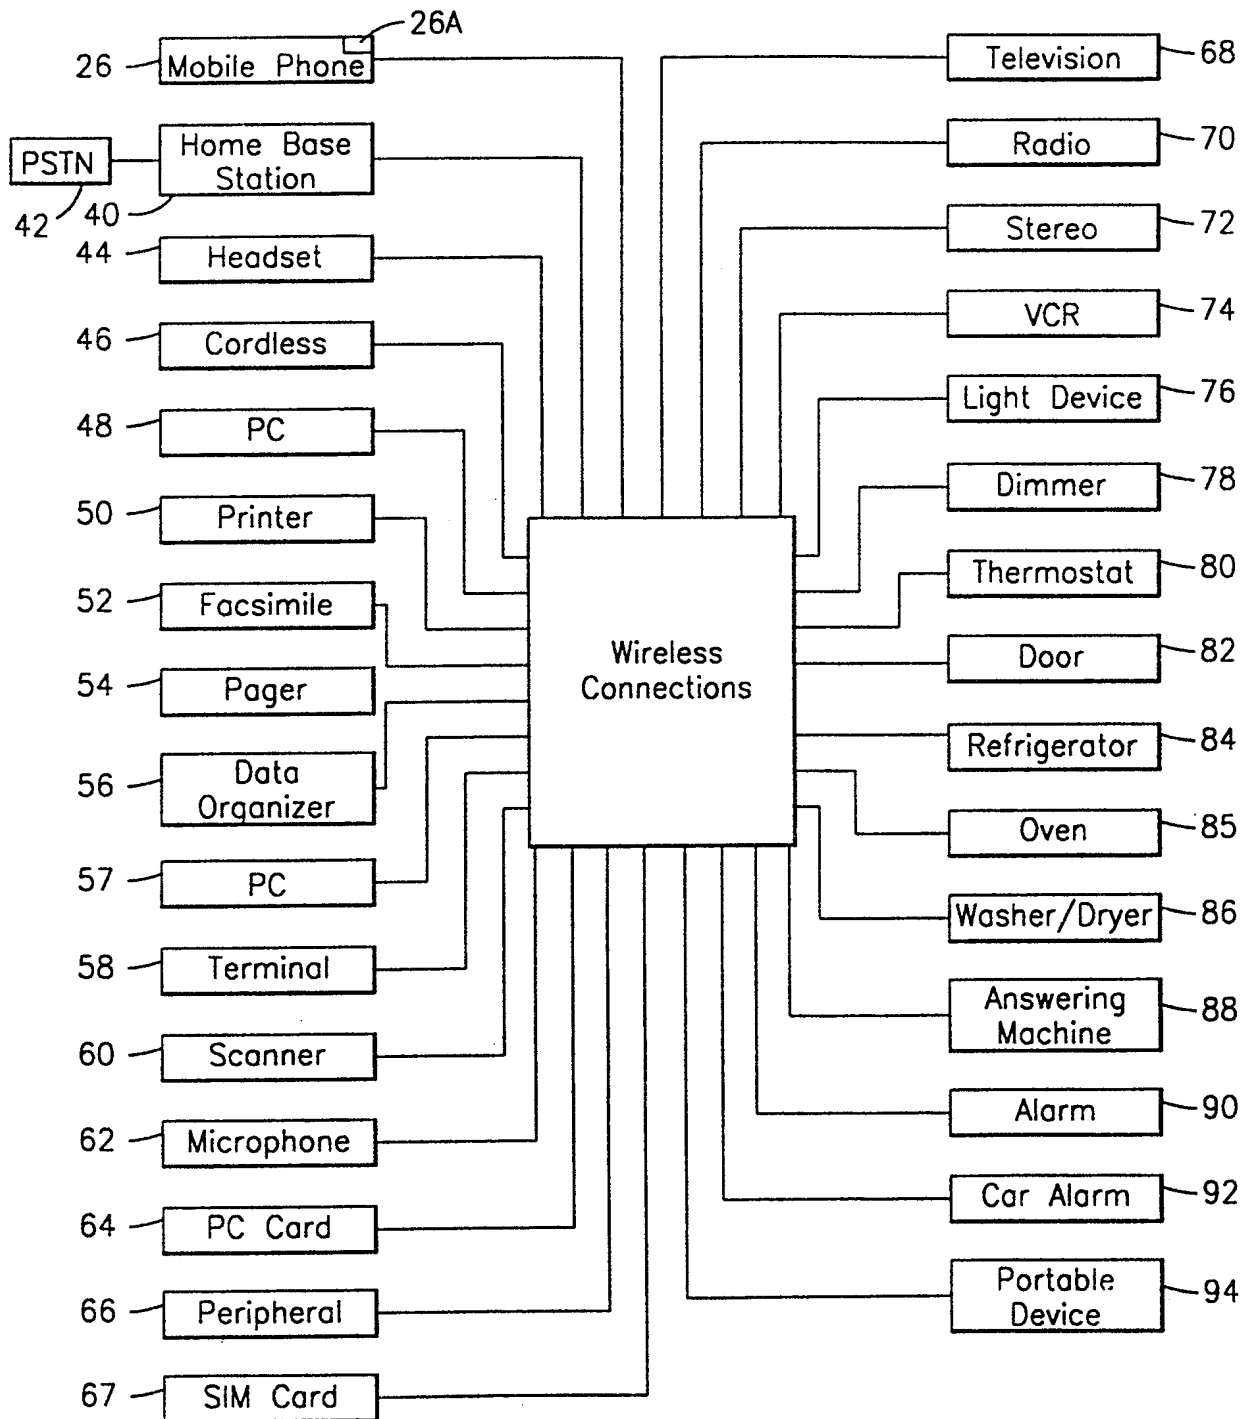 26A
26
Mobile Phone
PSTN
42
Home Base
Station
40
44
Headset
46
Cordless
48
PC
50
Printer
52
Facsimile
54
Pager
56
Data
Organizer
57
PC
58
Terminal
60
Scanner
62
Microphone
64
PC Card
66
Peripheral
67
SIM Card
Wireless
Connections
Television
68
Radio
70
Stereo
72
VCR
74
Light Device
76
Dimmer
78
Thermostat
80
Door
82
Refrigerator
84
Oven
85
Washer/Dryer
86
Answering
Machine
88
Alarm
90
Car Alarm
92
Portable
Device
94